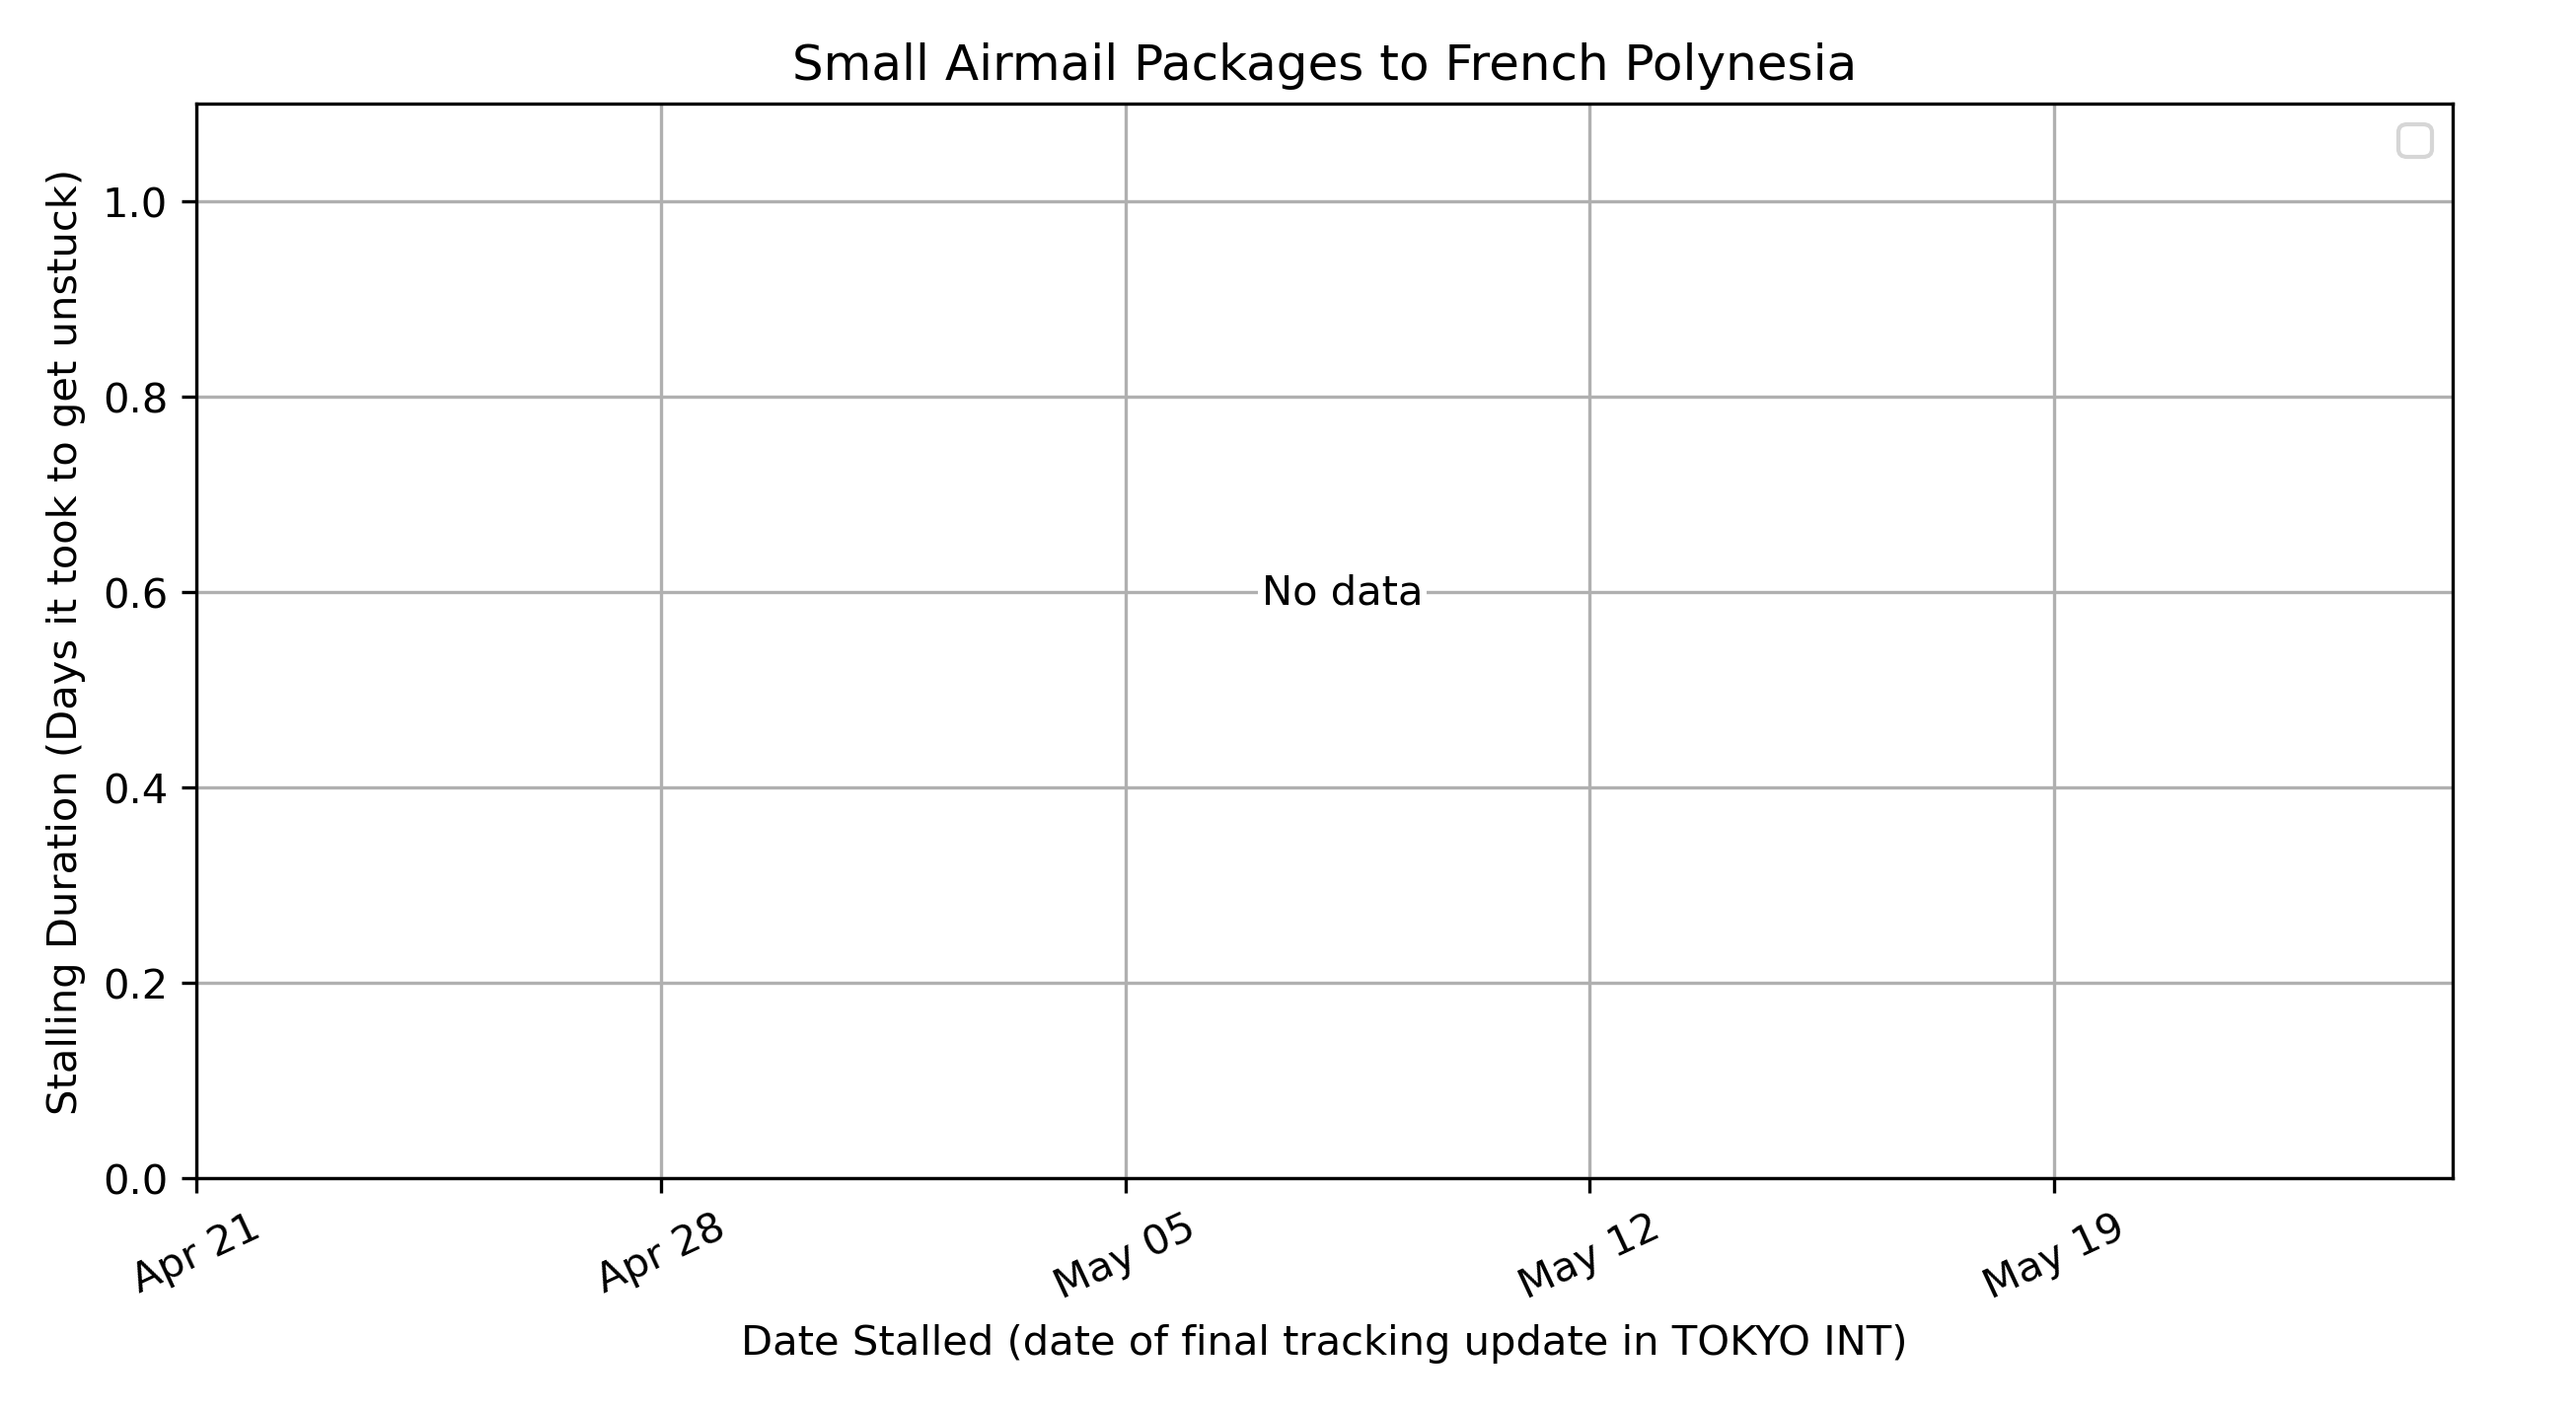 Small Airmail Packages to French Polynesia
Stalling Duration (Days it took to get unstuck)
1.0
0.8
0.6
0.4
0.2
0.0
No data
Apr 21
Apr 28
May 05
May 12
May 19
Date Stalled (date of final tracking update in TOKYO INT)